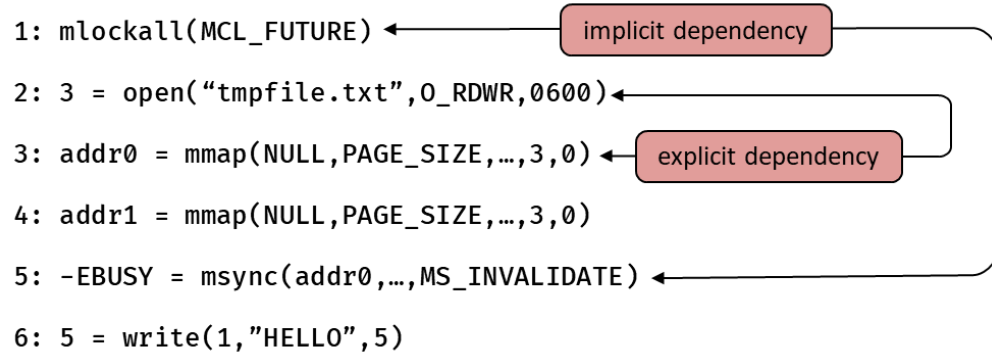 1: mlockall(MCL_FUTURE) implicit dependency
2: 3 = open(“tmpfile.txt”,O_RDWR,0600)
3: addr0 = mmap(NULL,PAGE_SIZE,…,3,0) explicit dependency
4: addr1 = mmap(NULL,PAGE_SIZE,…,3,0)
5: -EBUSY = msync(addr0,…,MS_INVALIDATE)
6: 5 = write(1,”HELLO”,5)